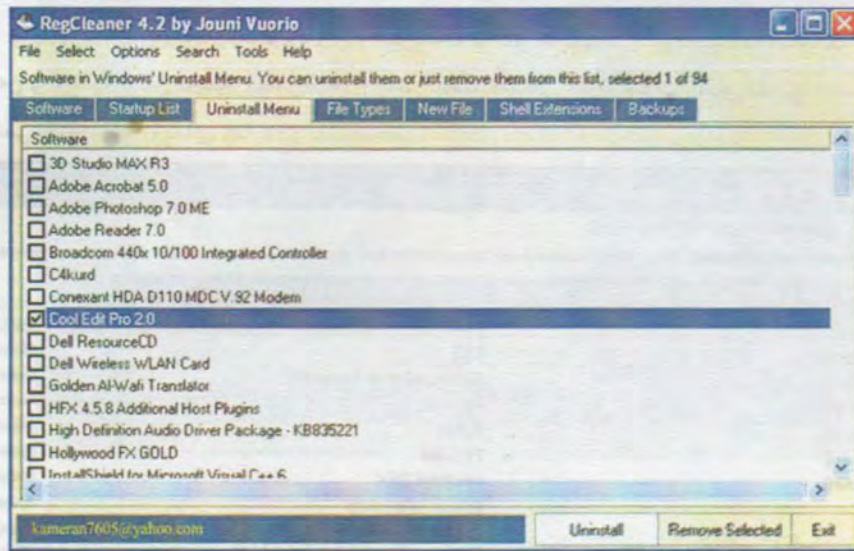 RegCleaner 4.2 by Jouni Vuorio
File Select Options Search Tools Help
Software in Windows' Uninstall Menu. You can uninstall them or just remove them from this list, selected 1 of 94
Software Startup List Uninstall Menu File Types New File Shell Extensions Backups
Software
3D Studio MAX R3
Adobe Acrobat 5.0
Adobe Photoshop 7.0 ME
Adobe Reader 7.0
Broadcom 440x 10/100 Integrated Controller
C4kurd
Conexant HDA D110 MDC V.92 Modem
Cool Edit Pro 2.0
Dell ResourceCD
Dell Wireless WLAN Card
Golden Al-Wafi Translator
HFX 4.5.8 Additional Host Plugins
High Definition Audio Driver Package - KB835221
Hollywood FX GOLD
InstallShield for Microsoft Visual C++ 6
kameran7605@yahoo.com
Uninstall Remove Selected Exit